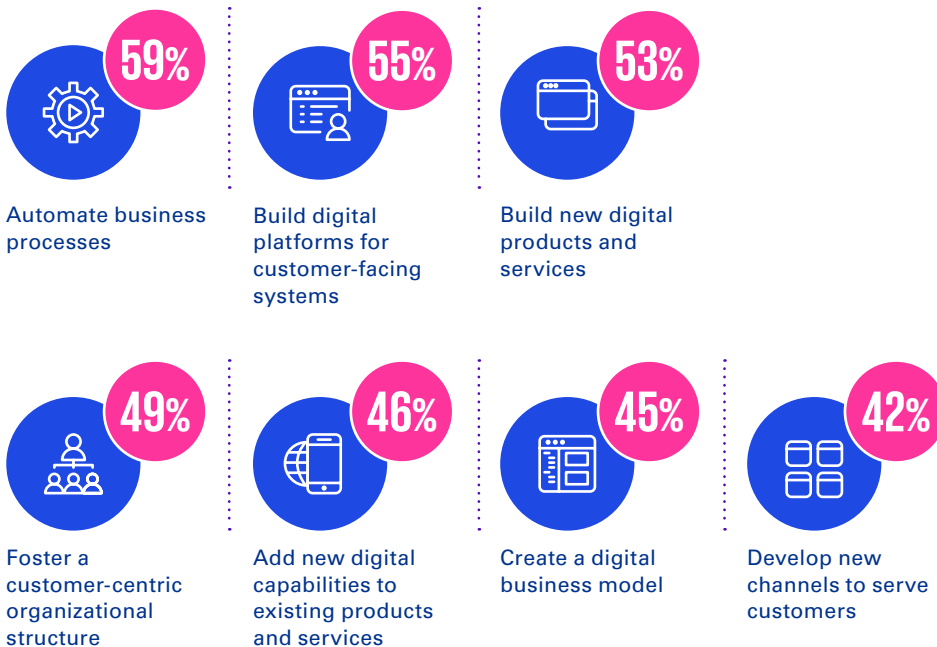 59%
Automate business
processes
55%
Build digital
platforms for
customer-facing
systems
53%
Build new digital
products and
services
49%
Foster a
customer-centric
organizational
structure
46%
Add new digital
capabilities to
existing products
and services
45%
Create a digital
business model
42%
Develop new
channels to serve
customers